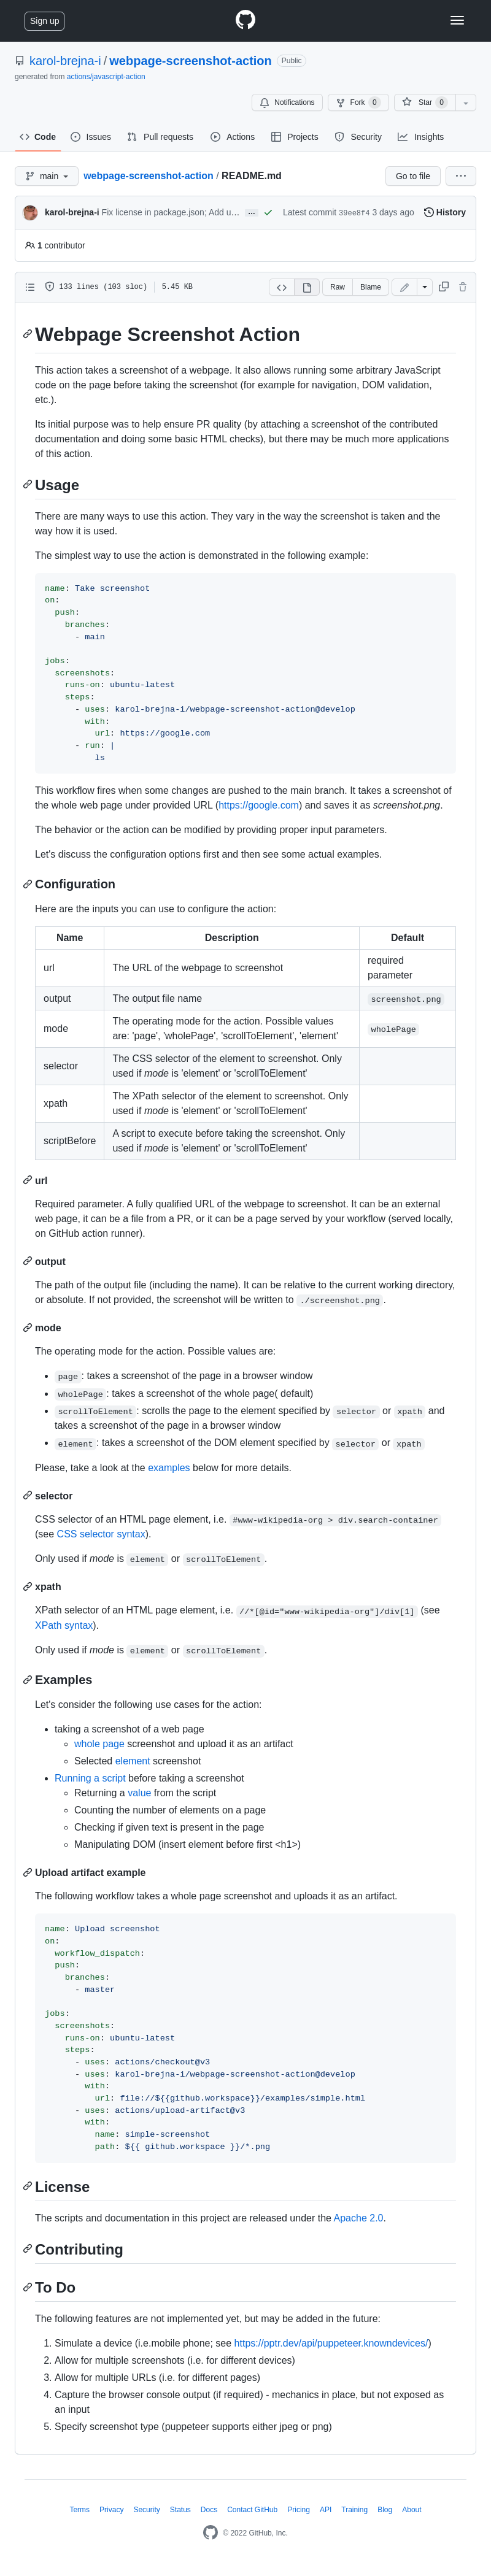 Sign up
karol-brejna-i / webpage-screenshot-action Public
generated from actions/javascript-action
Notifications
Fork 0
Star 0
Code
Issues
Pull requests
Actions
Projects
Security
Insights
main
webpage-screenshot-action / README.md
Go to file
karol-brejna-i Fix license in package.json; Add u… …
Latest commit 39ee8f4 3 days ago
History
1 contributor
133 lines (103 sloc) 5.45 KB
Raw
Blame
Webpage Screenshot Action
This action takes a screenshot of a webpage. It also allows running some arbitrary JavaScript
code on the page before taking the screenshot (for example for navigation, DOM validation,
etc.).
Its initial purpose was to help ensure PR quality (by attaching a screenshot of the contributed
documentation and doing some basic HTML checks), but there may be much more applications
of this action.
Usage
There are many ways to use this action. They vary in the way the screenshot is taken and the
way how it is used.
The simplest way to use the action is demonstrated in the following example:
name: Take screenshot
on:
  push:
    branches:
      - main
jobs:
  screenshots:
    runs-on: ubuntu-latest
    steps:
      - uses: karol-brejna-i/webpage-screenshot-action@develop
        with:
          url: https://google.com
      - run: |
          ls
This workflow fires when some changes are pushed to the main branch. It takes a screenshot of
the whole web page under provided URL (https://google.com) and saves it as screenshot.png.
The behavior or the action can be modified by providing proper input parameters.
Let's discuss the configuration options first and then see some actual examples.
Configuration
Here are the inputs you can use to configure the action:
Name Description Default
url The URL of the webpage to screenshot required
parameter
output The output file name screenshot.png
mode The operating mode for the action. Possible values
are: 'page', 'wholePage', 'scrollToElement', 'element' wholePage
selector The CSS selector of the element to screenshot. Only
used if mode is 'element' or 'scrollToElement'
xpath The XPath selector of the element to screenshot. Only
used if mode is 'element' or 'scrollToElement'
scriptBefore A script to execute before taking the screenshot. Only
used if mode is 'element' or 'scrollToElement'
url
Required parameter. A fully qualified URL of the webpage to screenshot. It can be an external
web page, it can be a file from a PR, or it can be a page served by your workflow (served locally,
on GitHub action runner).
output
The path of the output file (including the name). It can be relative to the current working directory,
or absolute. If not provided, the screenshot will be written to ./screenshot.png.
mode
The operating mode for the action. Possible values are:
• page: takes a screenshot of the page in a browser window
• wholePage: takes a screenshot of the whole page( default)
• scrollToElement: scrolls the page to the element specified by selector or xpath and
takes a screenshot of the page in a browser window
• element: takes a screenshot of the DOM element specified by selector or xpath
Please, take a look at the examples below for more details.
selector
CSS selector of an HTML page element, i.e. #www-wikipedia-org > div.search-container
(see CSS selector syntax).
Only used if mode is element or scrollToElement.
xpath
XPath selector of an HTML page element, i.e. //*[@id="www-wikipedia-org"]/div[1] (see
XPath syntax).
Only used if mode is element or scrollToElement.
Examples
Let's consider the following use cases for the action:
• taking a screenshot of a web page
◦ whole page screenshot and upload it as an artifact
◦ Selected element screenshot
• Running a script before taking a screenshot
◦ Returning a value from the script
◦ Counting the number of elements on a page
◦ Checking if given text is present in the page
◦ Manipulating DOM (insert element before first <h1>)
Upload artifact example
The following workflow takes a whole page screenshot and uploads it as an artifact.
name: Upload screenshot
on:
  workflow_dispatch:
  push:
    branches:
      - master
jobs:
  screenshots:
    runs-on: ubuntu-latest
    steps:
      - uses: actions/checkout@v3
      - uses: karol-brejna-i/webpage-screenshot-action@develop
        with:
          url: file://${{github.workspace}}/examples/simple.html
      - uses: actions/upload-artifact@v3
        with:
          name: simple-screenshot
          path: ${{ github.workspace }}/*.png
License
The scripts and documentation in this project are released under the Apache 2.0.
Contributing
To Do
The following features are not implemented yet, but may be added in the future:
1. Simulate a device (i.e.mobile phone; see https://pptr.dev/api/puppeteer.knowndevices/)
2. Allow for multiple screenshots (i.e. for different devices)
3. Allow for multiple URLs (i.e. for different pages)
4. Capture the browser console output (if required) - mechanics in place, but not exposed as
an input
5. Specify screenshot type (puppeteer supports either jpeg or png)
Terms Privacy Security Status Docs Contact GitHub Pricing API Training Blog About
© 2022 GitHub, Inc.